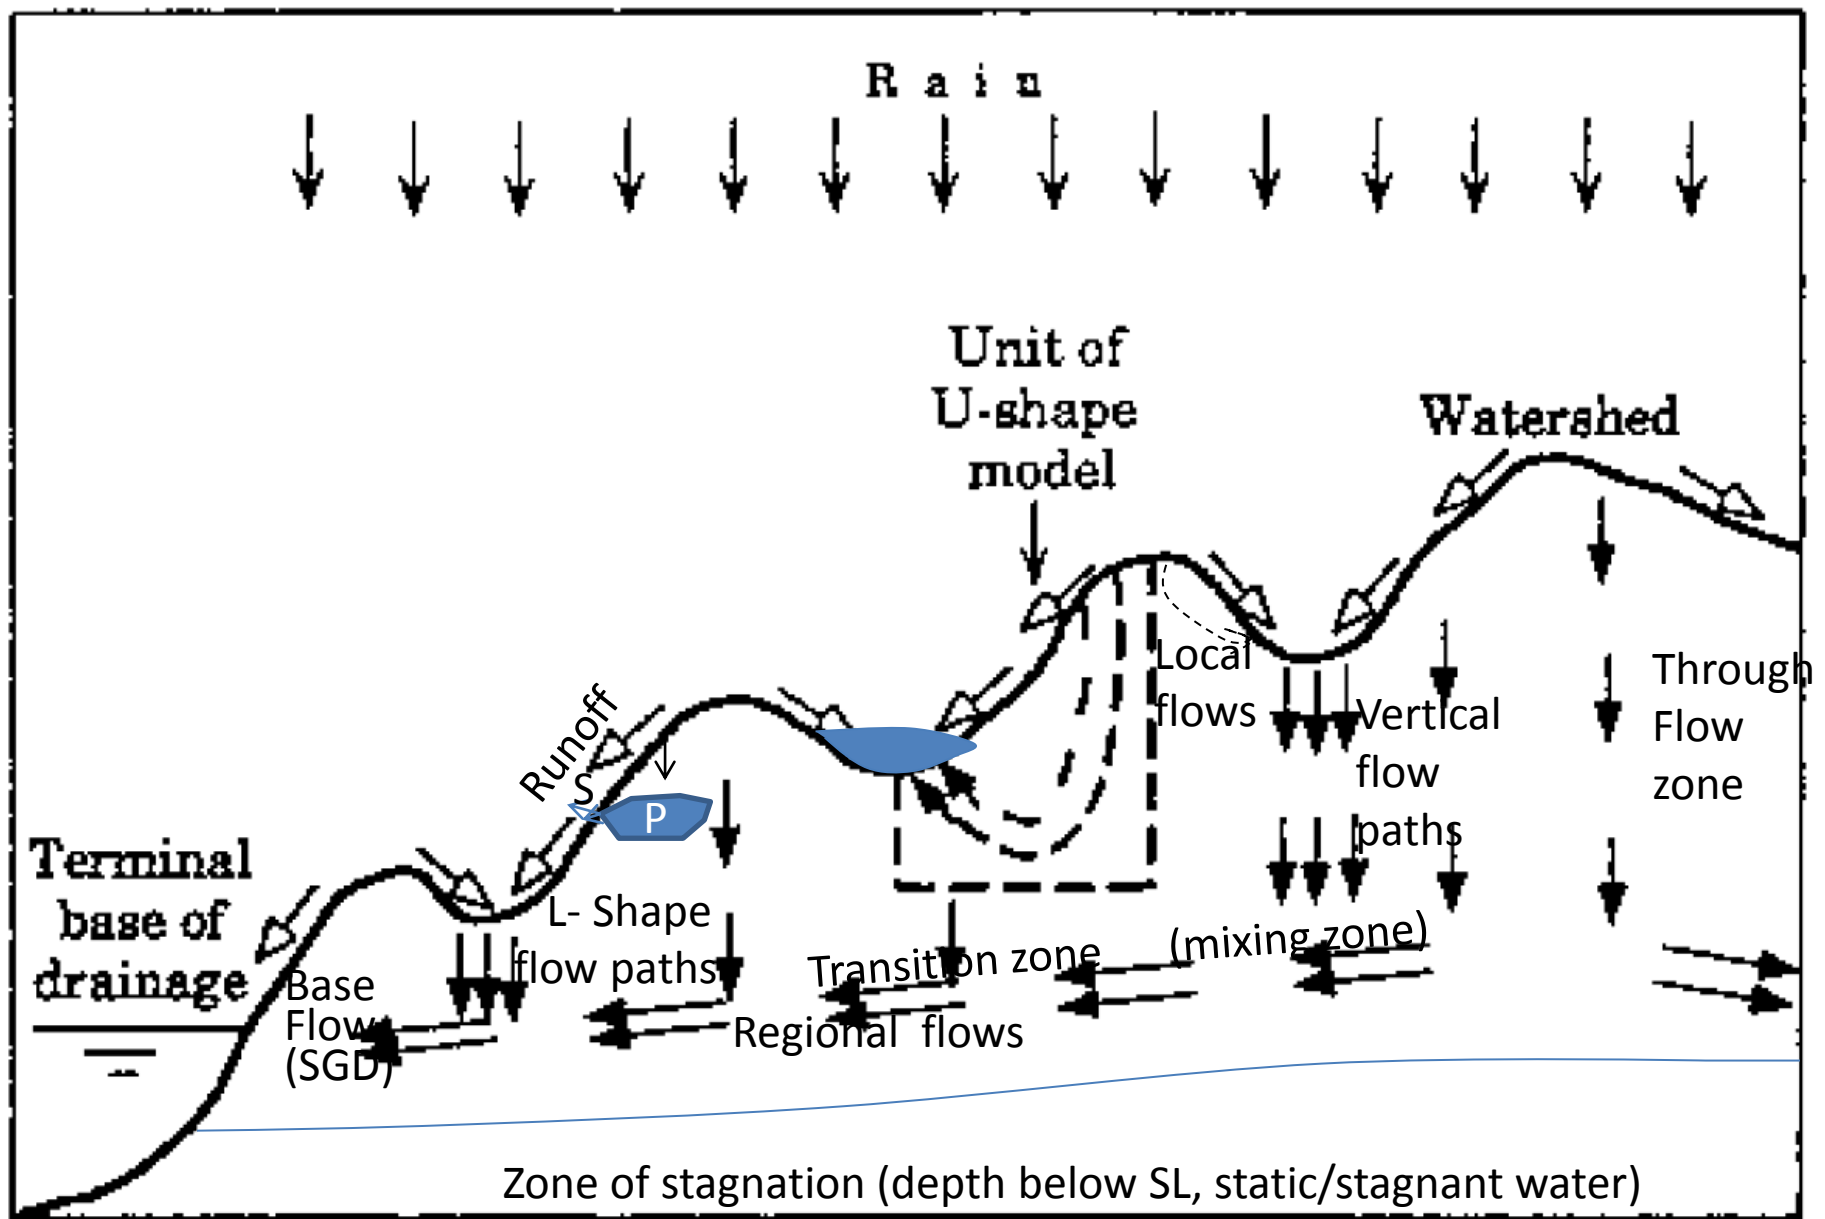 Rain
Unit of
U-shape
model
Watershed
Local
flows
Through
Flow
zone
Vertical
flow
paths
Runoff
S
P
Terminal
base of
drainage
L- Shape
flow paths
Transition zone
(mixing zone)
Base
Flow
(SGD)
Regional flows
Zone of stagnation (depth below SL, static/stagnant water)